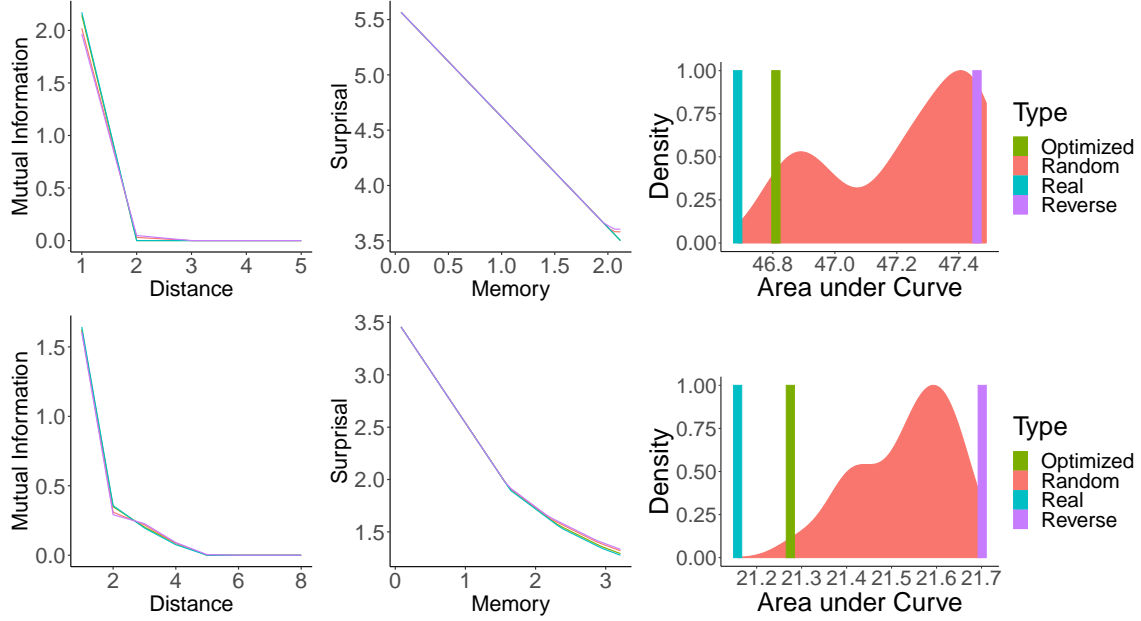 Mutual Information
2.0
1.5
1.0
0.5
0.0
1 2 3 4 5
Distance
Surprisal
5.5
5.0
4.5
4.0
3.5
0.0 0.5 1.0 1.5 2.0
Memory
Density
1.00
0.75
0.50
0.25
0.00
46.8 47.0 47.2 47.4
Area under Curve
Type
Optimized
Random
Real
Reverse
Mutual Information
1.5
1.0
0.5
0.0
2 4 6 8
Distance
Surprisal
3.5
3.0
2.5
2.0
1.5
0 1 2 3
Memory
Density
1.00
0.75
0.50
0.25
0.00
21.2 21.3 21.4 21.5 21.6 21.7
Area under Curve
Type
Optimized
Random
Real
Reverse